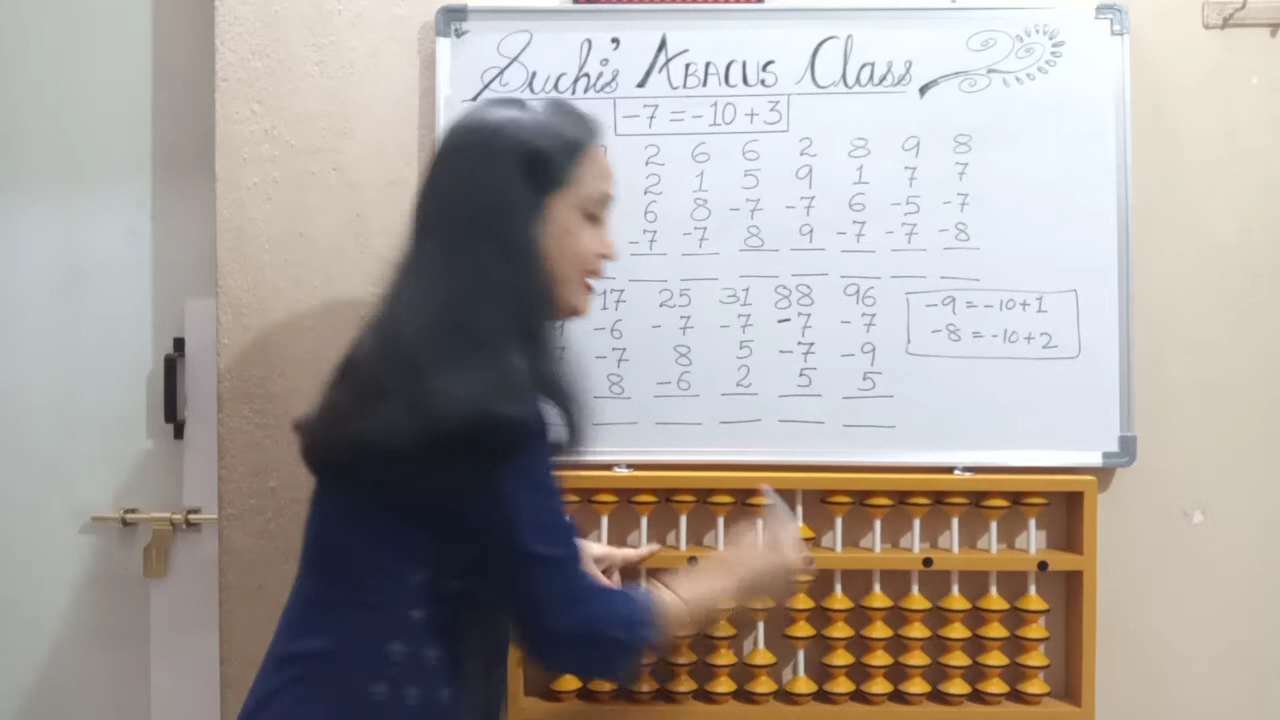 Suchi's ABACUS Class
-7 = -10 + 3
2 6 6 2 8 9 8
2 1 5 9 1 7 7
6 8 -7 -7 6 -5 -7
-7 -7 8 9 -7 -7 -8
17 25 31 88 96
-6 -7 -7 -7 -7
-7 8 5 -7 -9
8 -6 2 5 5
-9 = -10+1
-8 = -10+2